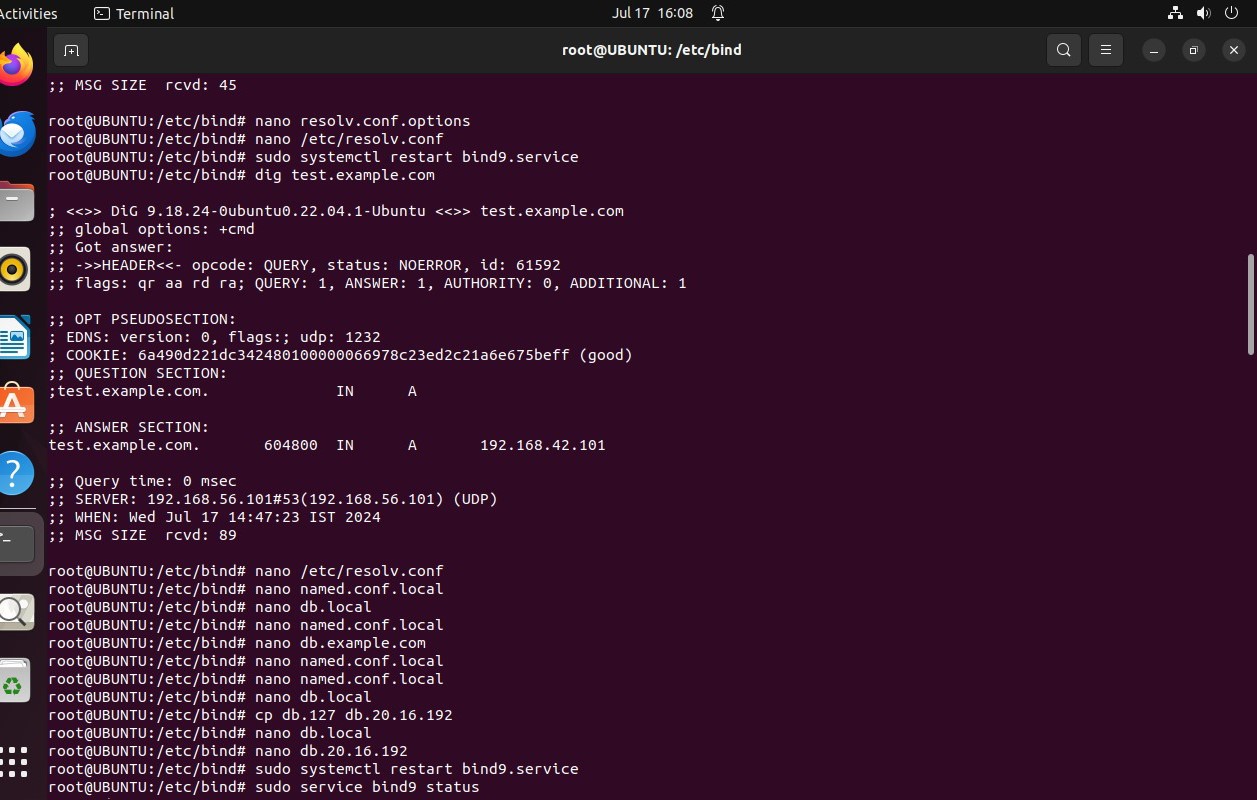 Activities
Terminal
Jul 17 16:08
root@UBUNTU: /etc/bind
;; MSG SIZE  rcvd: 45
root@UBUNTU:/etc/bind# nano resolv.conf.options
root@UBUNTU:/etc/bind# nano /etc/resolv.conf
root@UBUNTU:/etc/bind# sudo systemctl restart bind9.service
root@UBUNTU:/etc/bind# dig test.example.com
; <<>> DiG 9.18.24-0ubuntu0.22.04.1-Ubuntu <<>> test.example.com
;; global options: +cmd
;; Got answer:
;; ->>HEADER<<- opcode: QUERY, status: NOERROR, id: 61592
;; flags: qr aa rd ra; QUERY: 1, ANSWER: 1, AUTHORITY: 0, ADDITIONAL: 1
;; OPT PSEUDOSECTION:
; EDNS: version: 0, flags:; udp: 1232
; COOKIE: 6a490d221dc342480100000066978c23ed2c21a6e675beff (good)
;; QUESTION SECTION:
;test.example.com.              IN      A
;; ANSWER SECTION:
test.example.com.       604800  IN      A       192.168.42.101
;; Query time: 0 msec
;; SERVER: 192.168.56.101#53(192.168.56.101) (UDP)
;; WHEN: Wed Jul 17 14:47:23 IST 2024
;; MSG SIZE  rcvd: 89
root@UBUNTU:/etc/bind# nano /etc/resolv.conf
root@UBUNTU:/etc/bind# nano named.conf.local
root@UBUNTU:/etc/bind# nano db.local
root@UBUNTU:/etc/bind# nano named.conf.local
root@UBUNTU:/etc/bind# nano db.example.com
root@UBUNTU:/etc/bind# nano named.conf.local
root@UBUNTU:/etc/bind# nano named.conf.local
root@UBUNTU:/etc/bind# nano db.local
root@UBUNTU:/etc/bind# cp db.127 db.20.16.192
root@UBUNTU:/etc/bind# nano db.local
root@UBUNTU:/etc/bind# nano db.20.16.192
root@UBUNTU:/etc/bind# sudo systemctl restart bind9.service
root@UBUNTU:/etc/bind# sudo service bind9 status